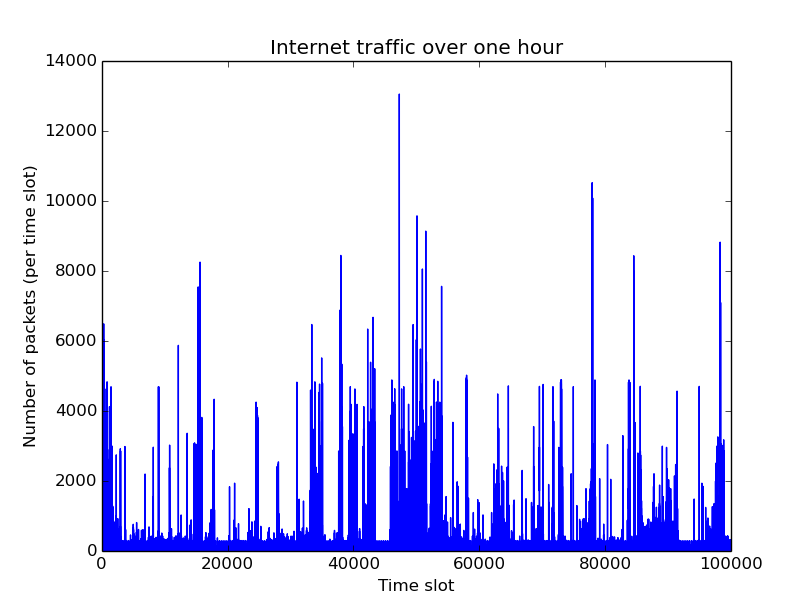 Internet traffic over one hour
14000
12000
10000
8000
6000
4000
2000
0
Number of packets (per time slot)
0 20000 40000 60000 80000 100000
Time slot